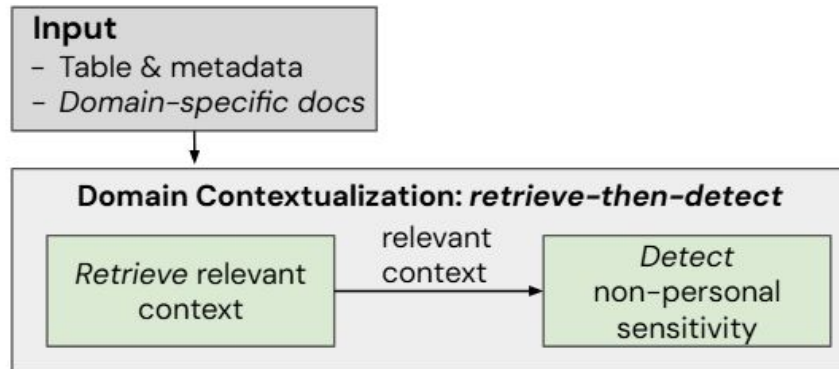 Input
- Table & metadata
- Domain-specific docs
Domain Contextualization: retrieve-then-detect
Retrieve relevant
context
relevant
context
Detect
non-personal
sensitivity